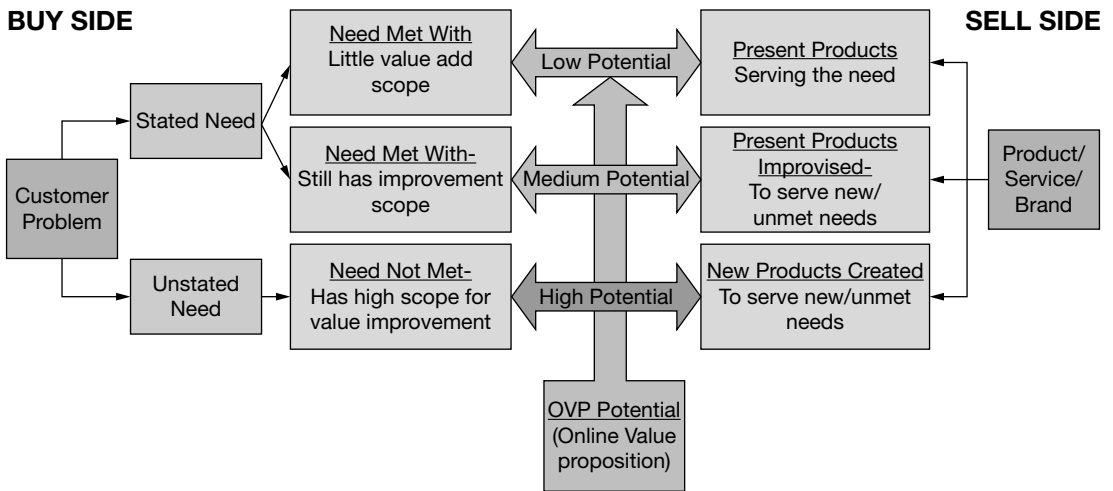 BUY SIDE
SELL SIDE
Need Met With
Little value add
scope
Low Potential
Present Products
Serving the need
Stated Need
Customer
Problem
Need Met With-
Still has improvement
scope
Medium Potential
Present Products
Improvised-
To serve new/
unmet needs
Product/
Service/
Brand
Unstated
Need
Need Not Met-
Has high scope for
value improvement
High Potential
New Products Created
To serve new/unmet
needs
OVP Potential
(Online Value
proposition)